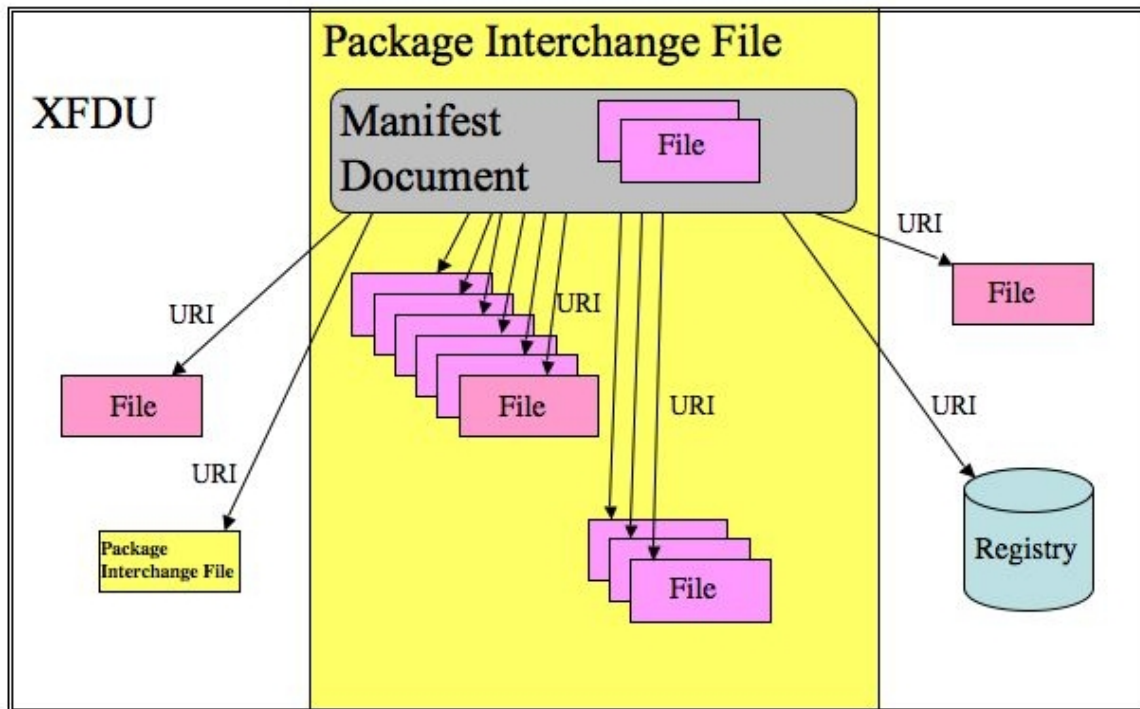 Package Interchange File
XFDU
Manifest
Document
File
URI
File
URI
URI
File
File
URI
URI
URI
Package
Interchange File
File
Registry